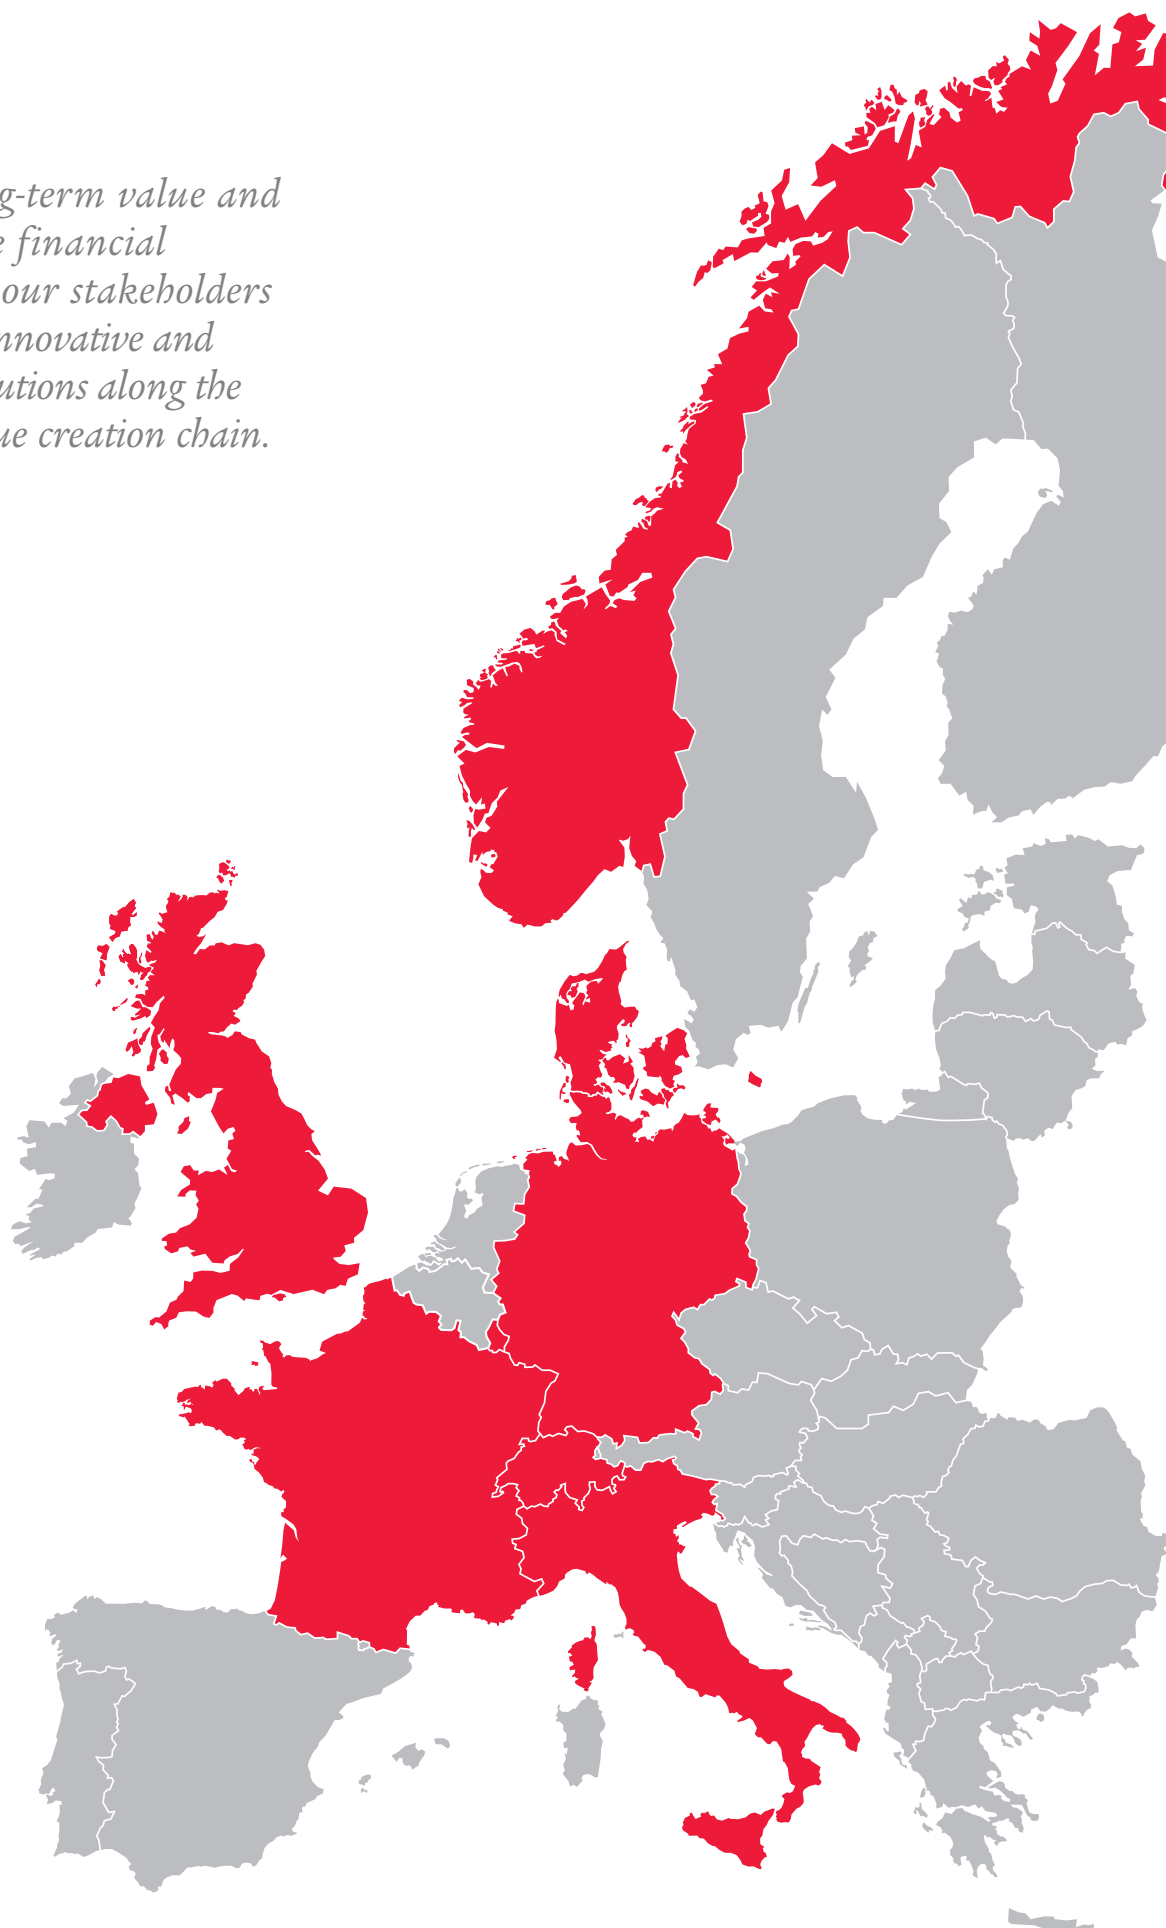 g-term value and
e financial
our stakeholders
nnovative and
utions along the
ue creation chain.